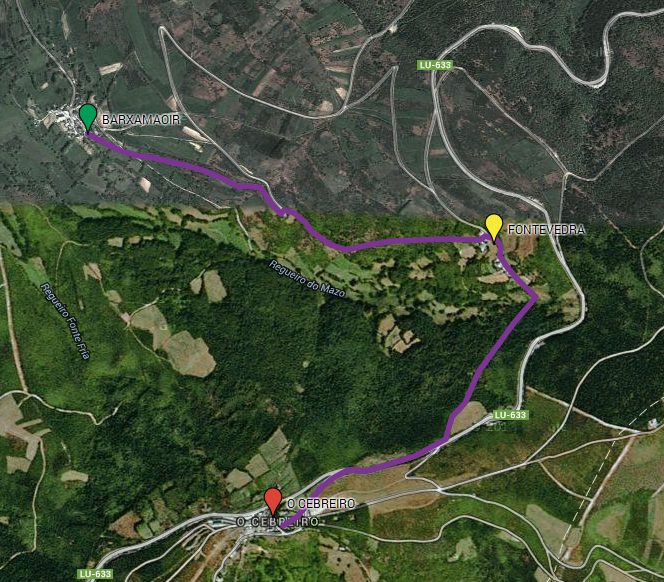 LU-633
BARXAMAOIR
FONTEVEDRA
Regueiro do Mazo
Regueiro Fonte Fria
LU-633
O CEBREIRO
O CEBREIRO
LU-633